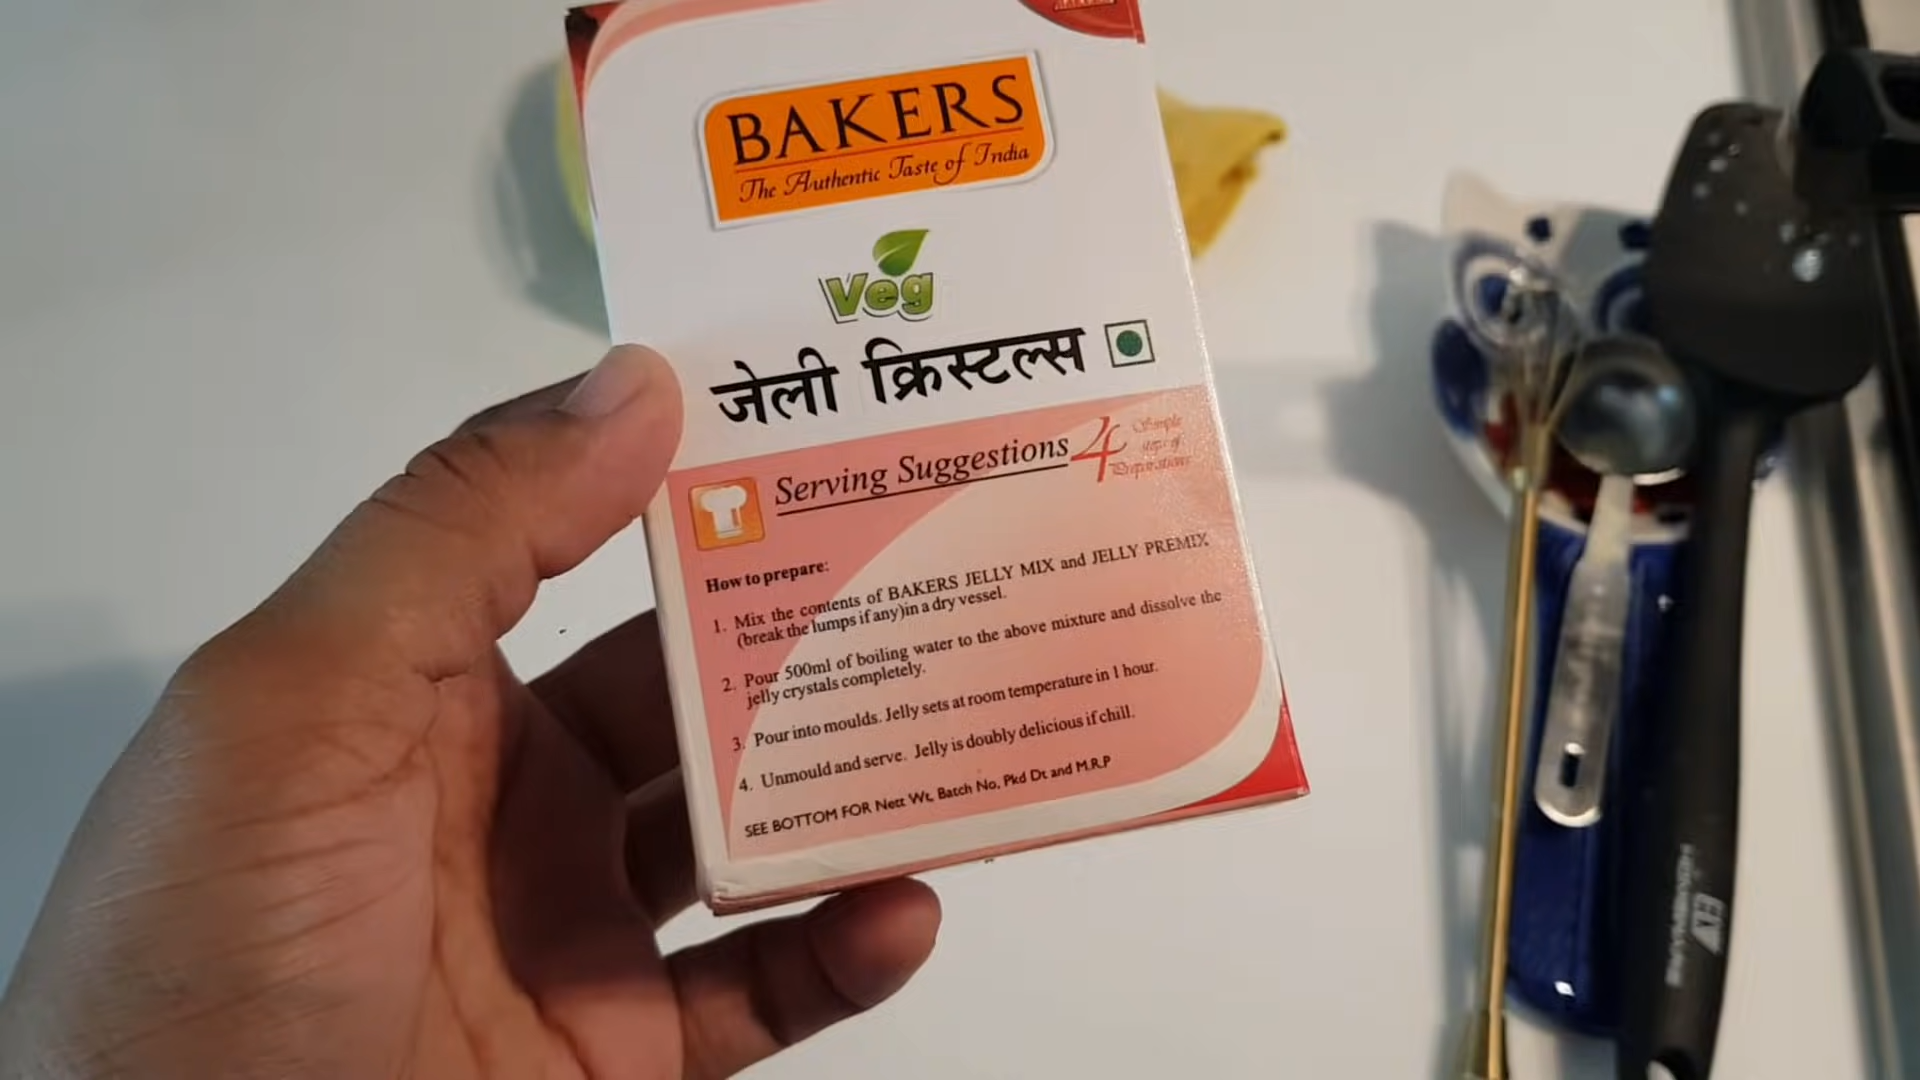 BAKERS
The Authentic Taste of India
Veg
जेली क्रिस्टल्स
Serving Suggestions
4 Simple
steps of
Preparations
How to prepare:
1. Mix the contents of BAKERS JELLY MIX and JELLY PREMIX
(break the lumps if any)in a dry vessel.
2. Pour 500ml of boiling water to the above mixture and dissolve the
jelly crystals completely.
3. Pour into moulds. Jelly sets at room temperature in 1 hour.
4. Unmould and serve. Jelly is doubly delicious if chill.
SEE BOTTOM FOR Nett Wt, Batch No, Pkd Dt and M.R.P